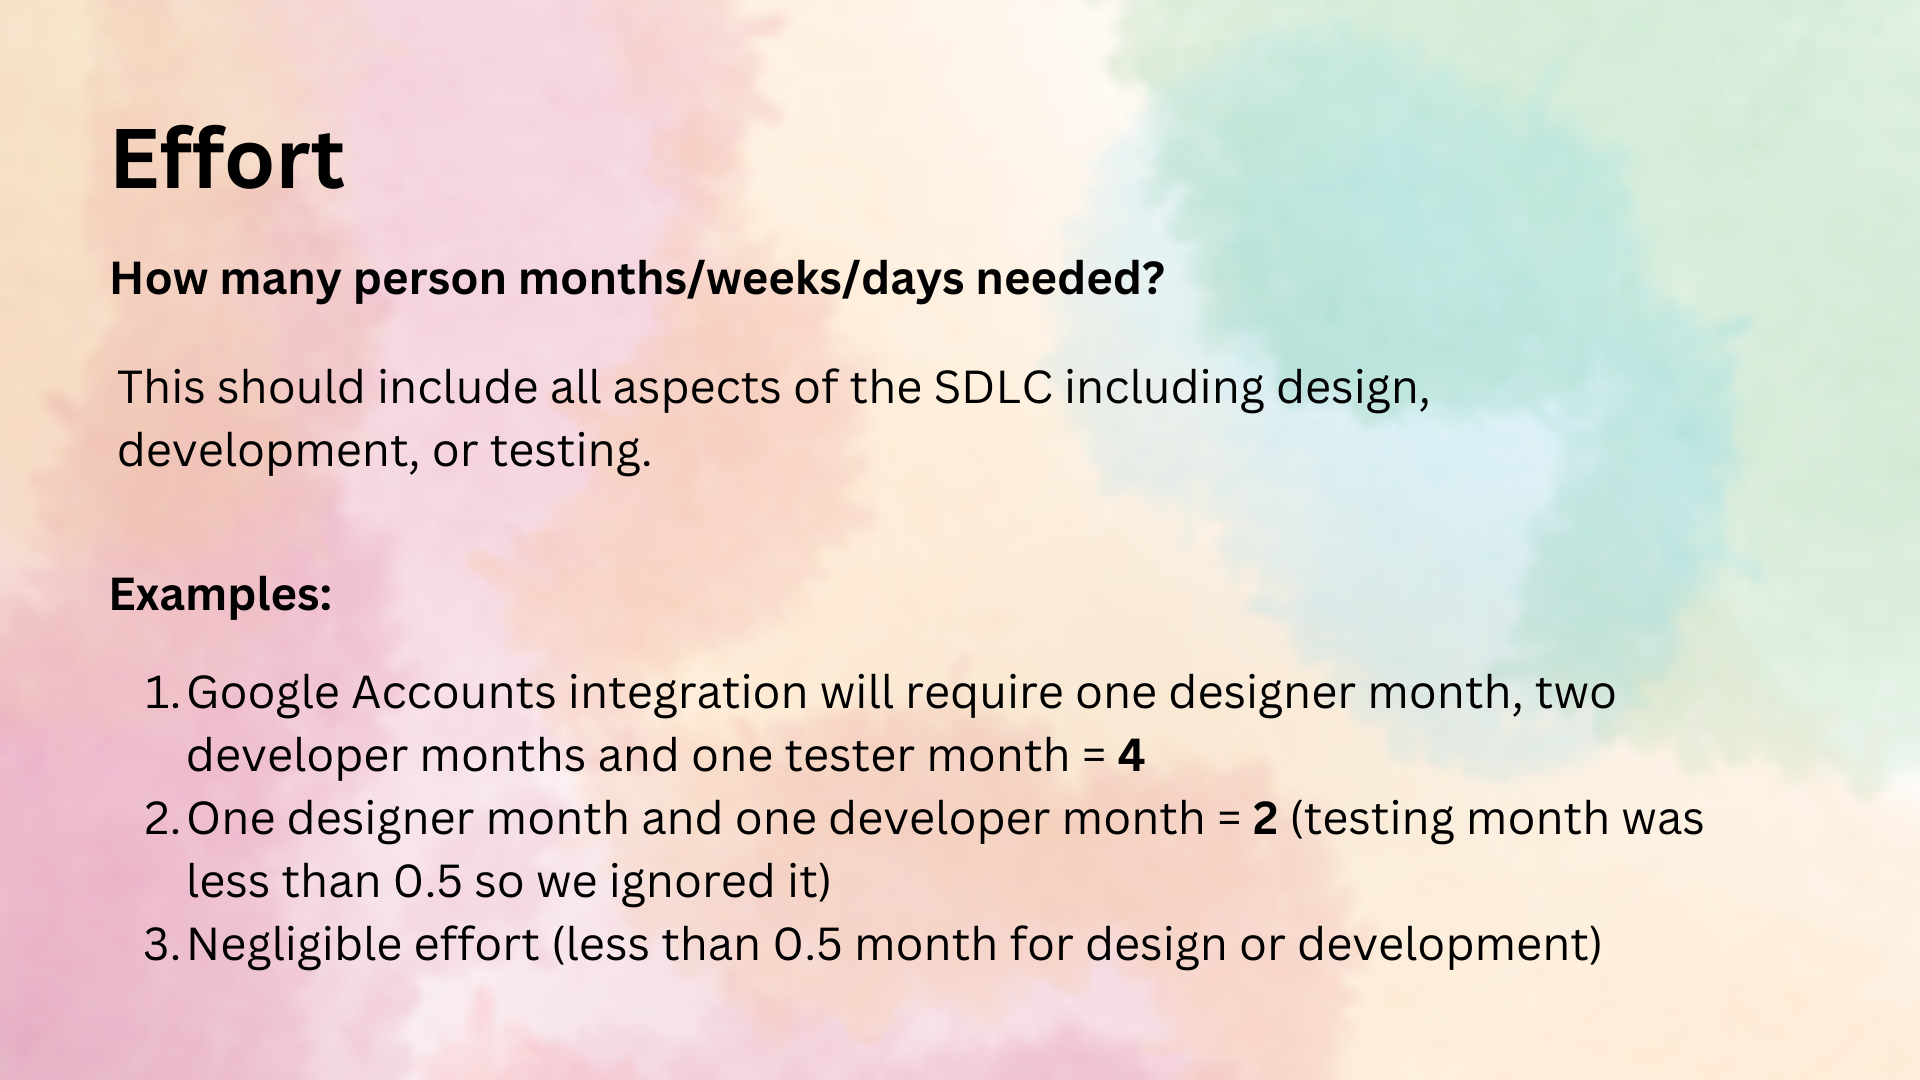 Effort
How many person months/weeks/days needed?
This should include all aspects of the SDLC including design,
development, or testing.
Examples:
1. Google Accounts integration will require one designer month, two
developer months and one tester month = 4
2. One designer month and one developer month = 2 (testing month was
less than 0.5 so we ignored it)
3. Negligible effort (less than 0.5 month for design or development)